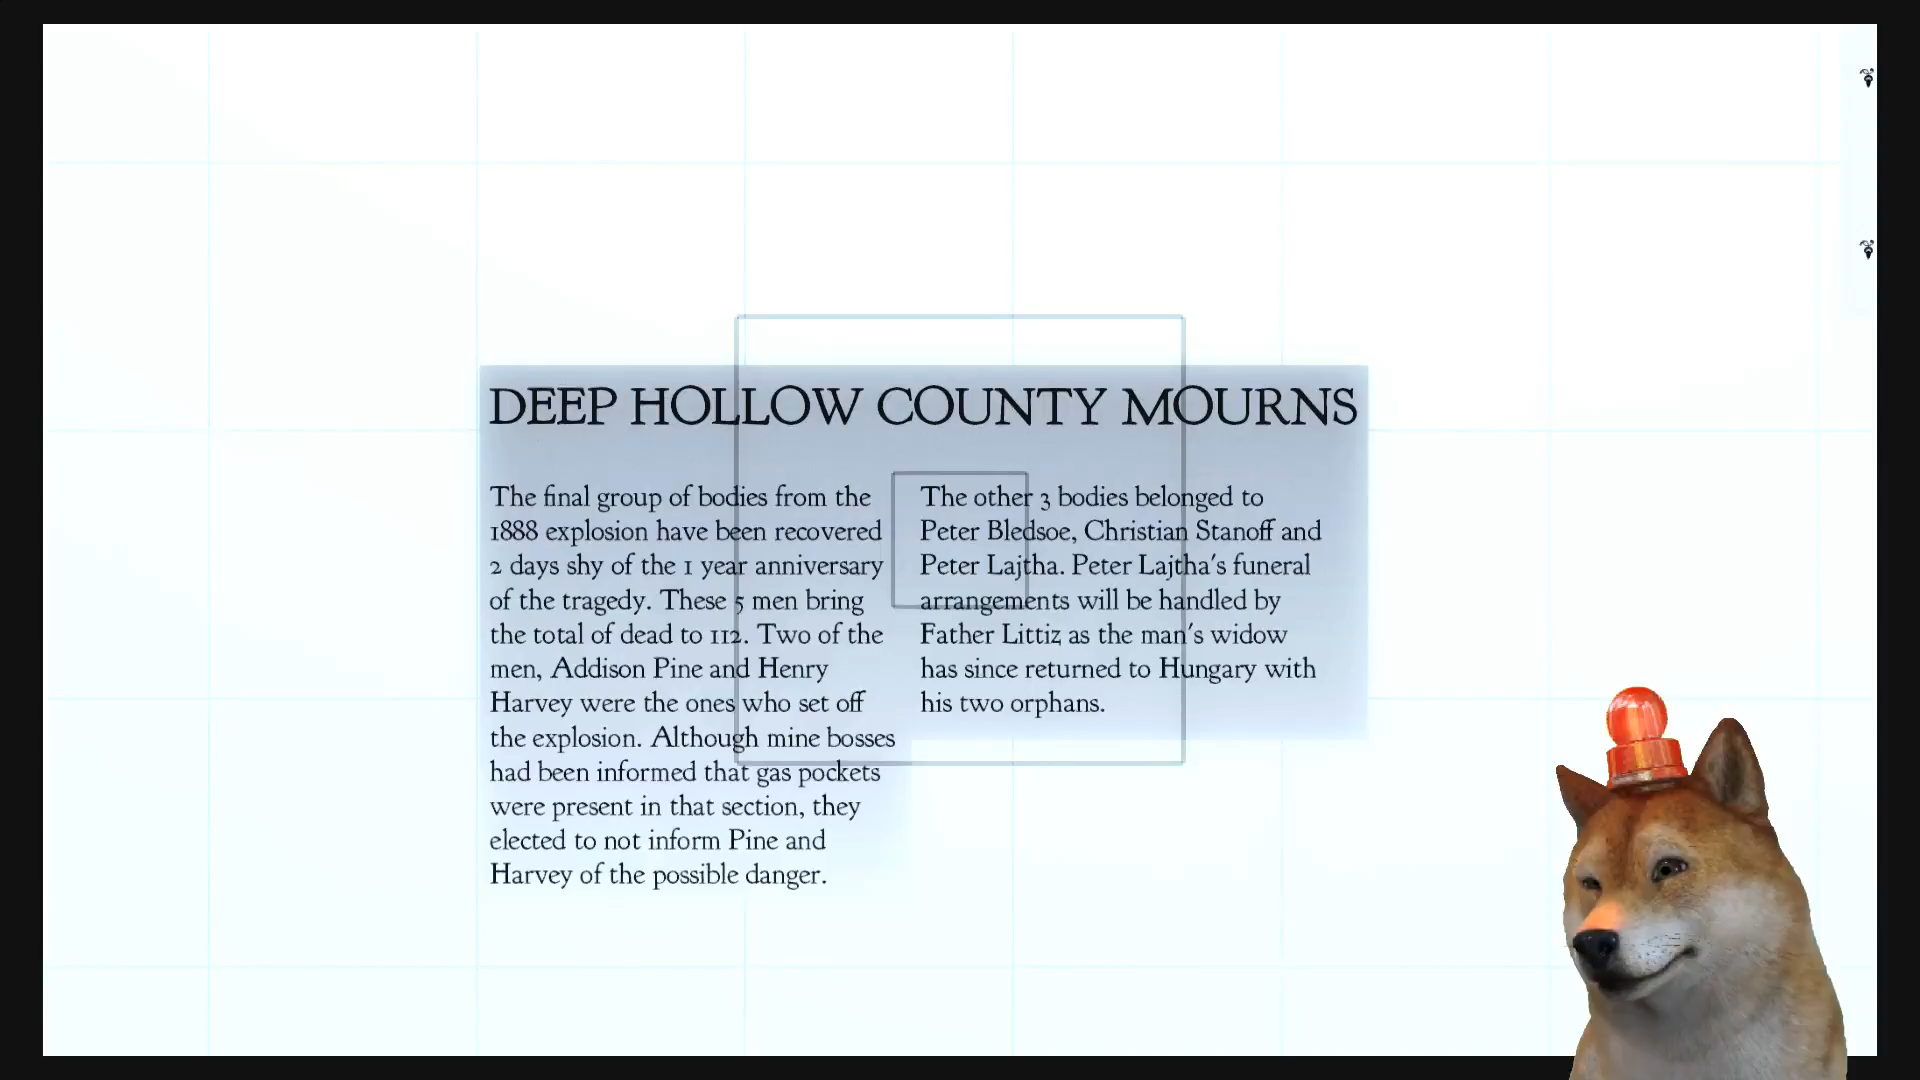 DEEP HOLLOW COUNTY MOURNS
The final group of bodies from the
1888 explosion have been recovered
2 days shy of the 1 year anniversary
of the tragedy. These 5 men bring
the total of dead to 112. Two of the
men, Addison Pine and Henry
Harvey were the ones who set off
the explosion. Although mine bosses
had been informed that gas pockets
were present in that section, they
elected to not inform Pine and
Harvey of the possible danger.
The other 3 bodies belonged to
Peter Bledsoe, Christian Stanoff and
Peter Lajtha. Peter Lajtha's funeral
arrangements will be handled by
Father Littiz as the man's widow
has since returned to Hungary with
his two orphans.